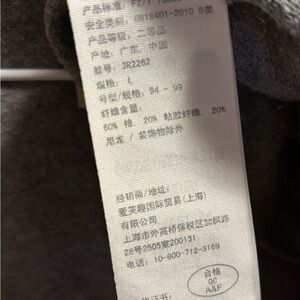 产品标准: FZ/T
安全类别: GB18401-2010 B类
产品等级: 二等品
产地: 广东, 中国
款号: 3R2262
规格: L
号型/规格: 94 - 99
纤维含量:
60% 棉, 20% 粘胶纤维, 20%
尼龙 / 装饰物除外
经销商/地址:
爱芙趣国际贸易(上海)
有限公司
上海市外高桥保税区加枫路
28号2505室200131
电话: 10-800-712-3169
合格
QC
A&F
证书: